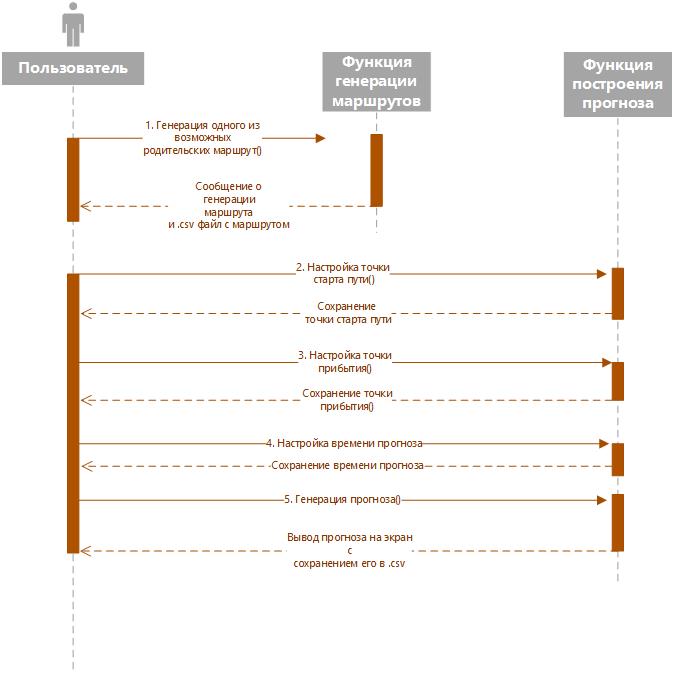 Пользователь
Функция
генерации
маршрутов
Функция
построения
прогноза
1. Генерация одного из
возможных
родительских маршрут()
Сообщение о
генерации
маршрута
и .csv файл с маршрутом
2. Настройка точки
старта пути()
Сохранение
точки старта пути
3. Настройка точки
прибытия()
Сохранение точки
прибытия()
4. Настройка времени прогноза
Сохранение времени прогноза
5. Генерация прогноза()
Вывод прогноза на экран
с
сохранением его в .csv